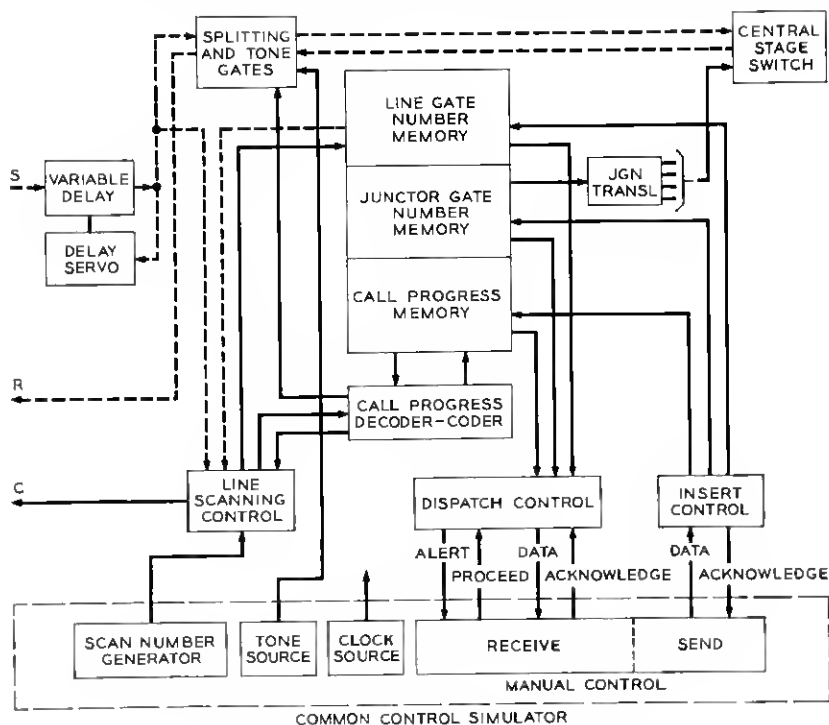 SPLITTING
AND TONE
GATES
CENTRAL
STAGE
SWITCH
LINE GATE
NUMBER
MEMORY
S
VARIABLE
DELAY
JGN
TRANSL
DELAY
SERVO
JUNCTOR GATE
NUMBER
MEMORY
CALL PROGRESS
MEMORY
R
CALL PROGRESS
DECODER-CODER
C
LINE
SCANNING
CONTROL
DISPATCH CONTROL
INSERT
CONTROL
ALERT
PROCEED
DATA
ACKNOWLEDGE
DATA
ACKNOWLEDGE
SCAN NUMBER
GENERATOR
TONE
SOURCE
CLOCK
SOURCE
RECEIVE
SEND
MANUAL CONTROL
COMMON CONTROL SIMULATOR